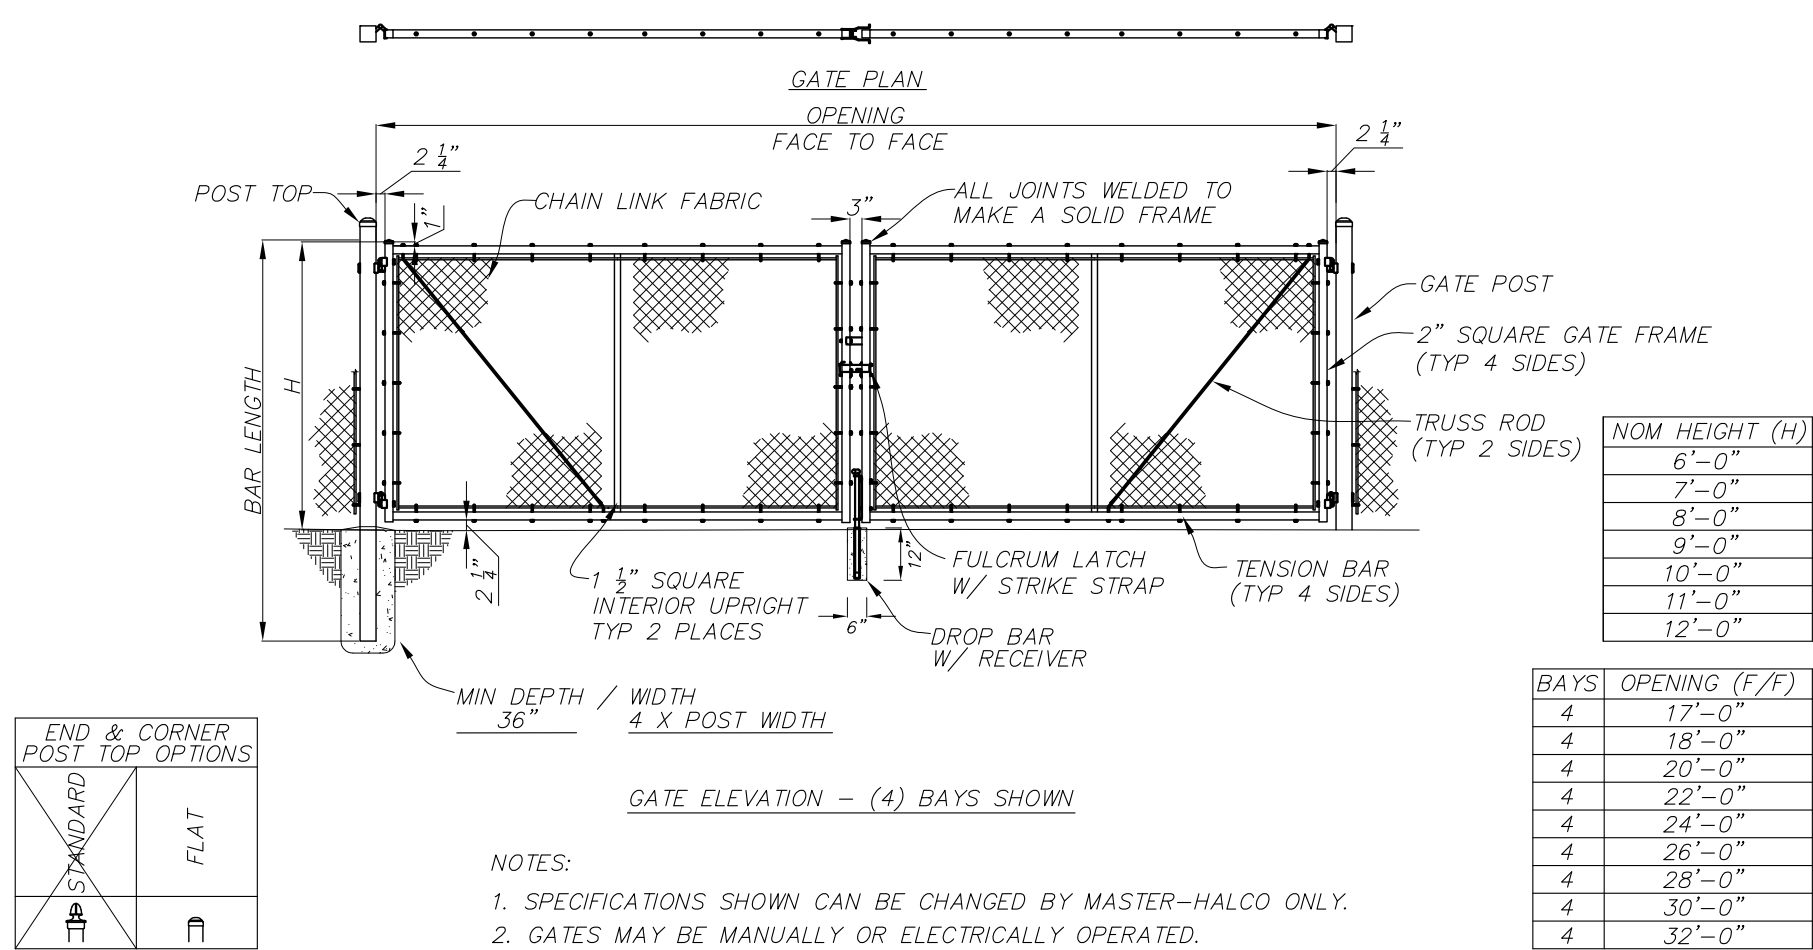 GATE PLAN
OPENING
FACE TO FACE
2 1/4"
2 1/4"
POST TOP
1"
CHAIN LINK FABRIC
3"
ALL JOINTS WELDED TO
MAKE A SOLID FRAME
GATE POST
2" SQUARE GATE FRAME
(TYP 4 SIDES)
BAR LENGTH
H
TRUSS ROD
(TYP 2 SIDES)
2 1/4"
1 1/2" SQUARE
INTERIOR UPRIGHT
TYP 2 PLACES
12"
6"
FULCRUM LATCH
W/ STRIKE STRAP
TENSION BAR
(TYP 4 SIDES)
DROP BAR
W/ RECEIVER
MIN DEPTH / WIDTH
36" 4 X POST WIDTH
NOM HEIGHT (H)
6'-0"
7'-0"
8'-0"
9'-0"
10'-0"
11'-0"
12'-0"
BAYS OPENING (F/F)
4 17'-0"
4 18'-0"
4 20'-0"
4 22'-0"
4 24'-0"
4 26'-0"
4 28'-0"
4 30'-0"
4 32'-0"
END & CORNER
POST TOP OPTIONS
STANDARD
FLAT
GATE ELEVATION - (4) BAYS SHOWN
NOTES:
1. SPECIFICATIONS SHOWN CAN BE CHANGED BY MASTER-HALCO ONLY.
2. GATES MAY BE MANUALLY OR ELECTRICALLY OPERATED.